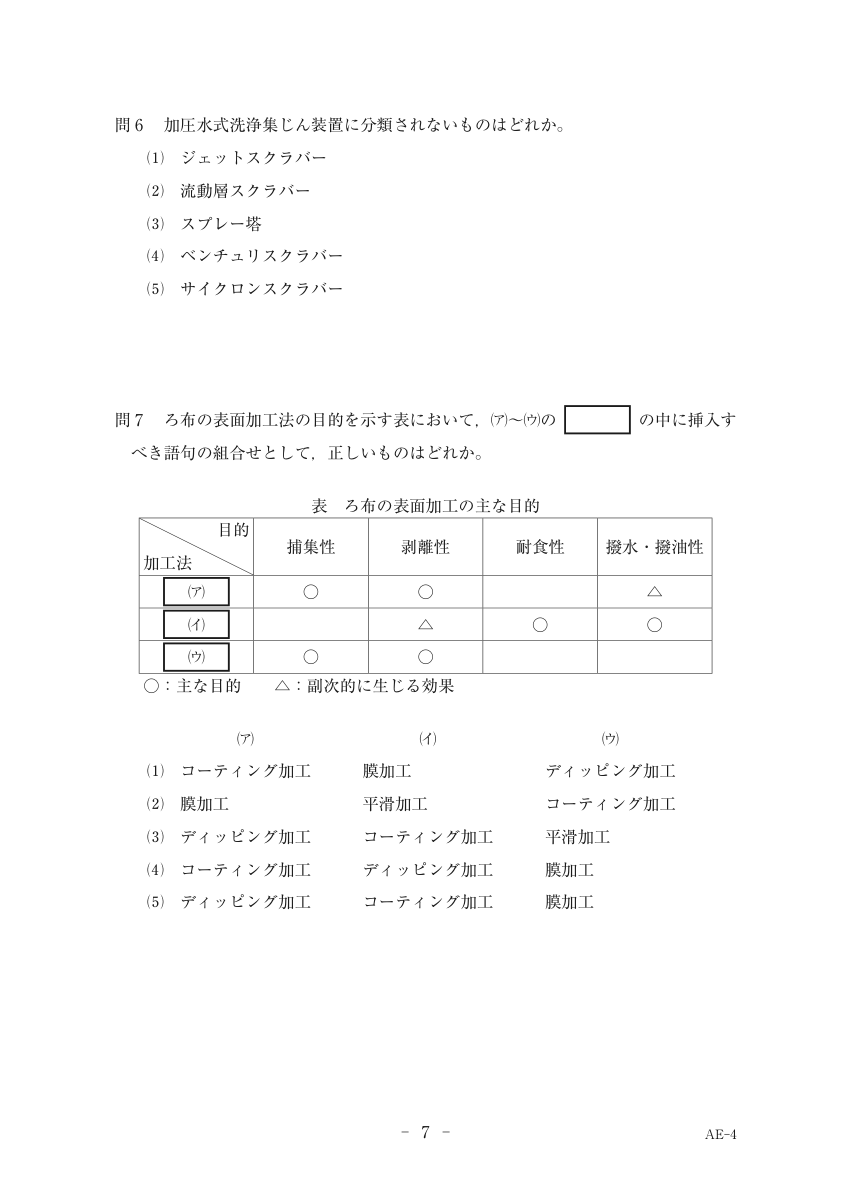 問6　加圧水式洗浄集じん装置に分類されないものはどれか。
⑴　ジェットスクラバー
⑵　流動層スクラバー
⑶　スプレー塔
⑷　ベンチュリスクラバー
⑸　サイクロンスクラバー
問7　ろ布の表面加工法の目的を示す表において，㋐～㋒の　　　の中に挿入す
べき語句の組合せとして，正しいものはどれか。
表　ろ布の表面加工の主な目的
目的
加工法　捕集性　剥離性　耐食性　撥水・撥油性
(ア)　○　○　　△
(イ)　　△　○　○
(ウ)　○　○
○：主な目的　　△：副次的に生じる効果
(ア)　(イ)　(ウ)
⑴　コーティング加工　膜加工　ディッピング加工
⑵　膜加工　平滑加工　コーティング加工
⑶　ディッピング加工　コーティング加工　平滑加工
⑷　コーティング加工　ディッピング加工　膜加工
⑸　ディッピング加工　コーティング加工　膜加工
- 7 -
AE-4